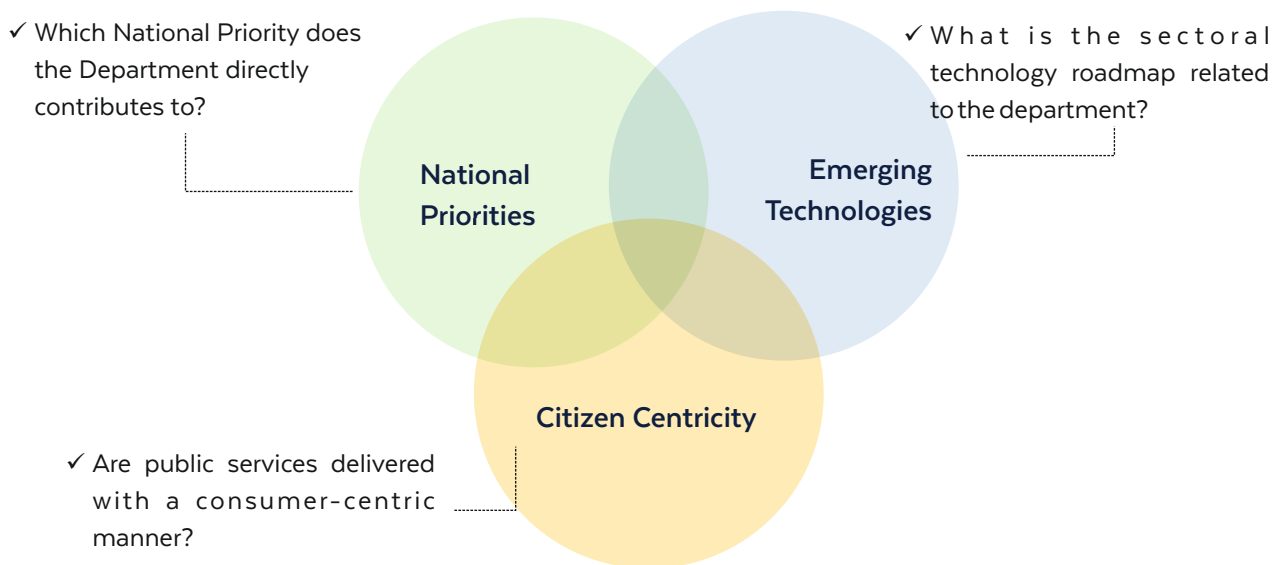 ✓ Which National Priority does
the Department directly
contributes to?
✓ What is the sectoral
technology roadmap related
to the department?
National
Priorities
Emerging
Technologies
Citizen Centricity
✓ Are public services delivered
with a consumer-centric
manner?